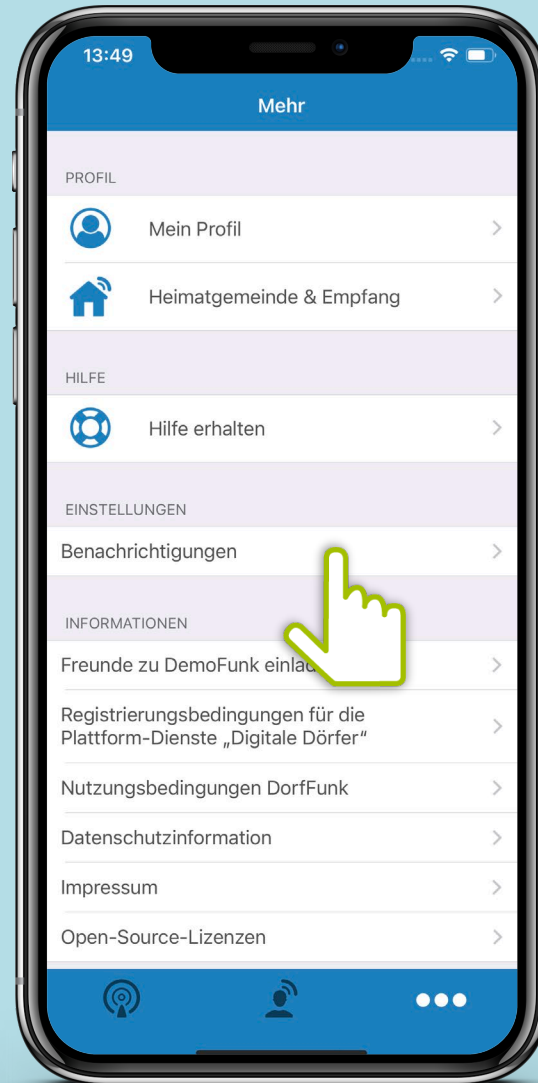 13:49
Mehr
PROFIL
Mein Profil
Heimatgemeinde & Empfang
HILFE
Hilfe erhalten
EINSTELLUNGEN
Benachrichtigungen
INFORMATIONEN
Freunde zu DemoFunk
Registrierungsbedingungen für die
Plattform-Dienste „Digitale Dörfer“
Nutzungsbedingungen DorfFunk
Datenschutzinformation
Impressum
Open-Source-Lizenzen